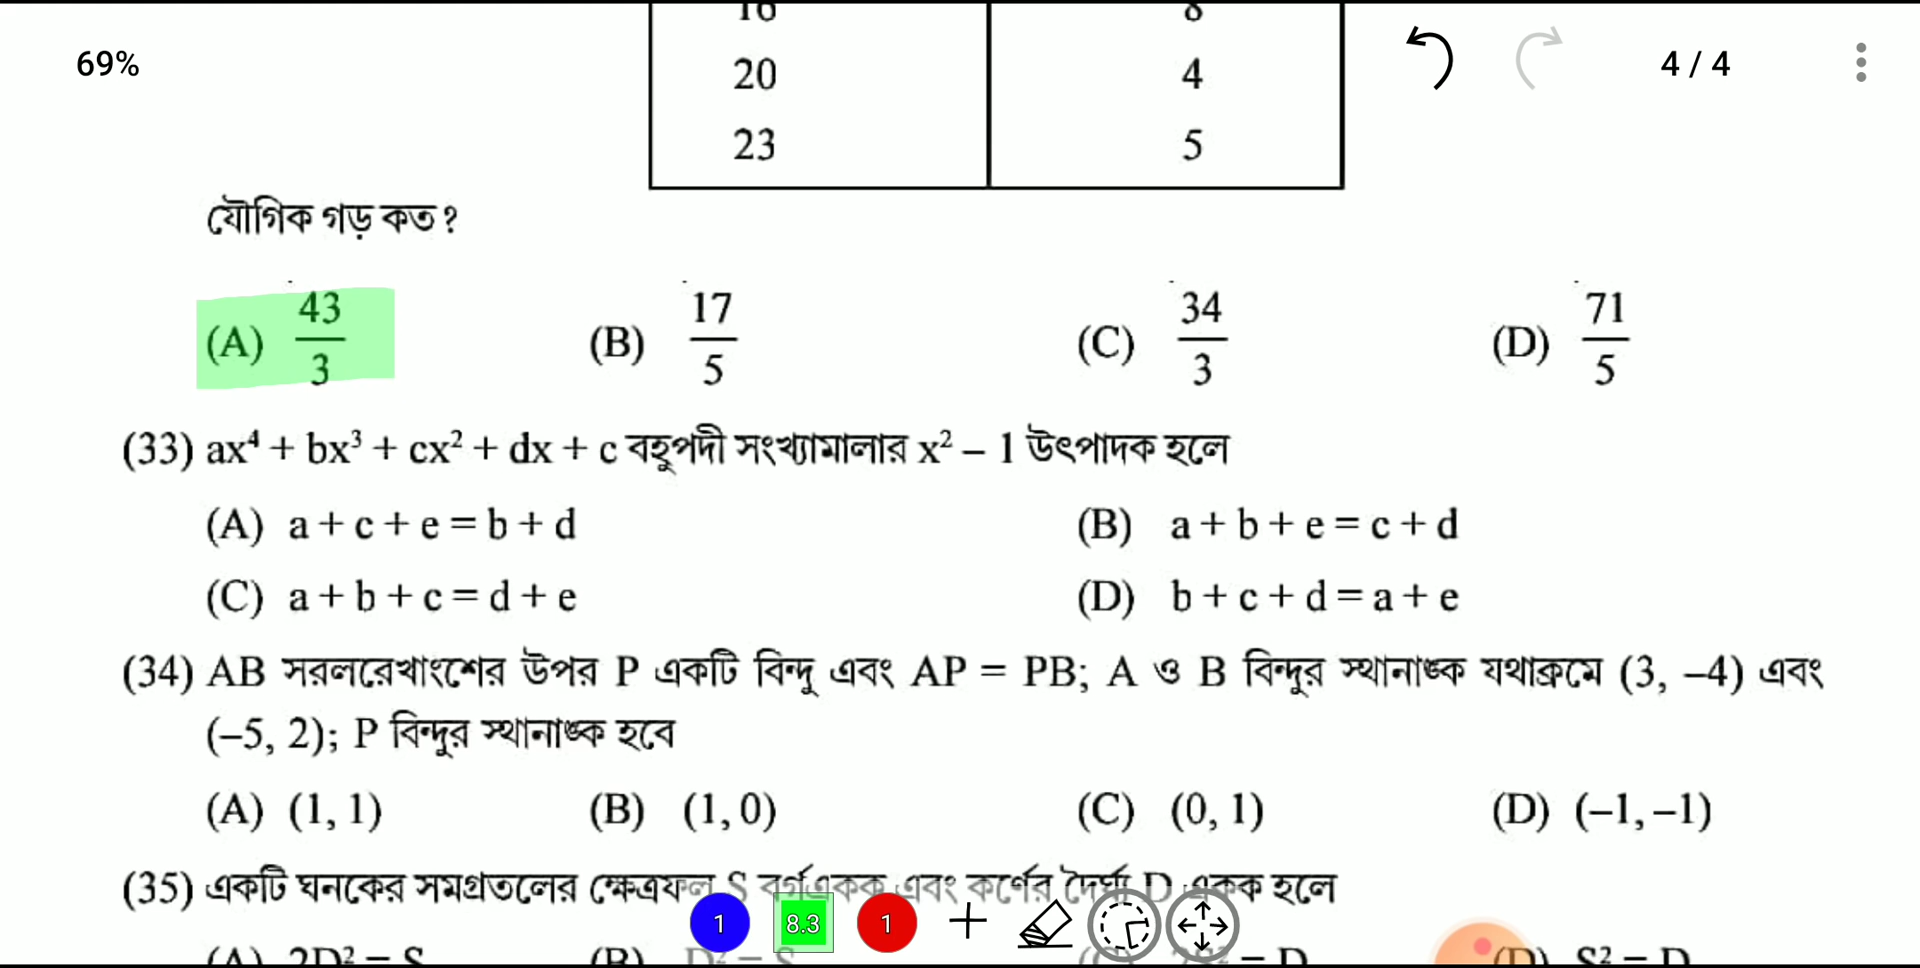 69%
20 4
4 / 4
23 5
যৌগিক গড় কত ?
(A) 43/3 (B) 17/5 (C) 34/3 (D) 71/5
(33) ax⁴ + bx³ + cx² + dx + c বহুপদী সংখ্যামালার x² – 1 উৎপাদক হলে
(A) a + c + e = b + d (B) a + b + e = c + d
(C) a + b + c = d + e (D) b + c + d = a + e
(34) AB সরলরেখাংশের উপর P একটি বিন্দু এবং AP = PB; A ও B বিন্দুর স্থানাঙ্ক যথাক্রমে (3, –4) এবং
(–5, 2); P বিন্দুর স্থানাঙ্ক হবে
(A) (1, 1) (B) (1, 0) (C) (0, 1) (D) (–1, –1)
(35) একটি ঘনকের সমগ্রতলের ক্ষেত্রফল S বর্গএকক এবং কর্ণের দৈর্ঘ্য D একক হলে
1 8.3 1
(A) 2D² = S (B) D² = S (D) S² = D